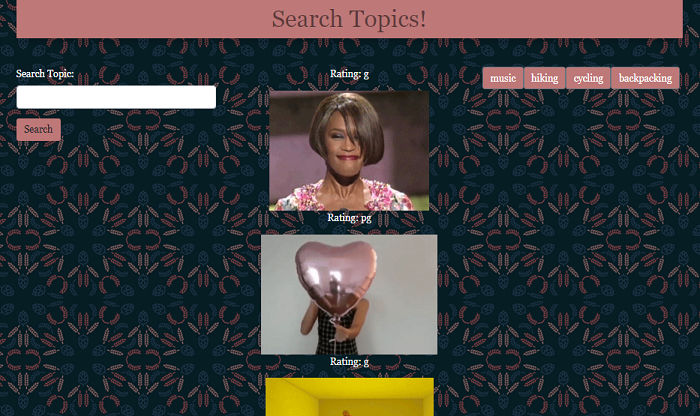 Search Topics!
Search Topic:
Search
Rating: g
Rating: pg
Rating: g
music
hiking
cycling
backpacking